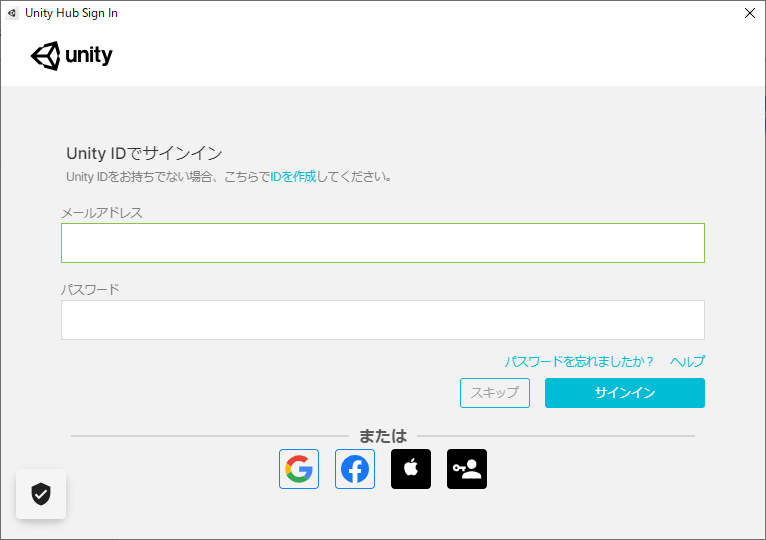 Unity Hub Sign In
unity
Unity IDでサインイン
Unity IDをお持ちでない場合、こちらでIDを作成してください。
メールアドレス
パスワード
パスワードを忘れましたか？ ヘルプ
スキップ サインイン
または